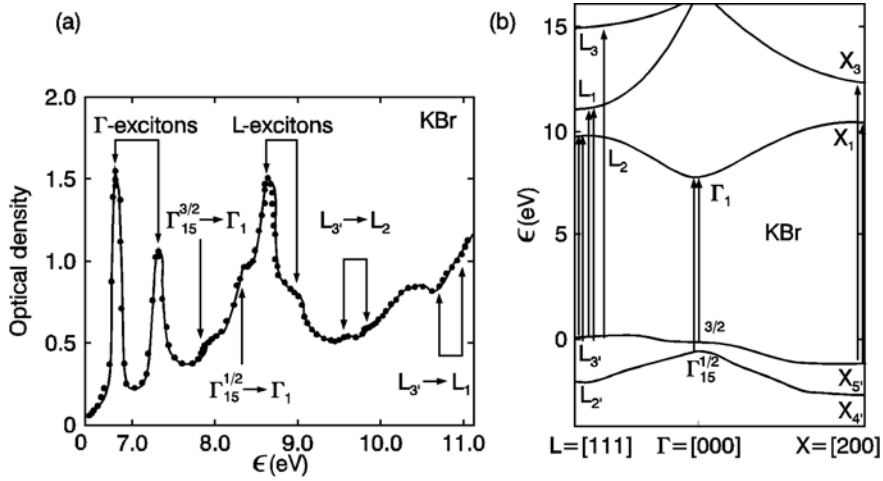 (a)
KBr
Γ-excitons
L-excitons
Γ₁₅^{3/2} → Γ₁
L₃' → L₂
Γ₁₅^{1/2} → Γ₁
L₃' → L₁
Optical density
2.0
1.5
1.0
0.5
0
6 7.0 8.0 9.0 10.0 11.0
ϵ(eV)
(b)
15
10
5
0
ϵ(eV)
L₃
L₁
L₂
X₃
X₁
Γ₁
KBr
3/2
Γ₁₅^{1/2}
L₃'
L₂'
X₅'
X₄'
L=[111] Γ=[000] X=[200]